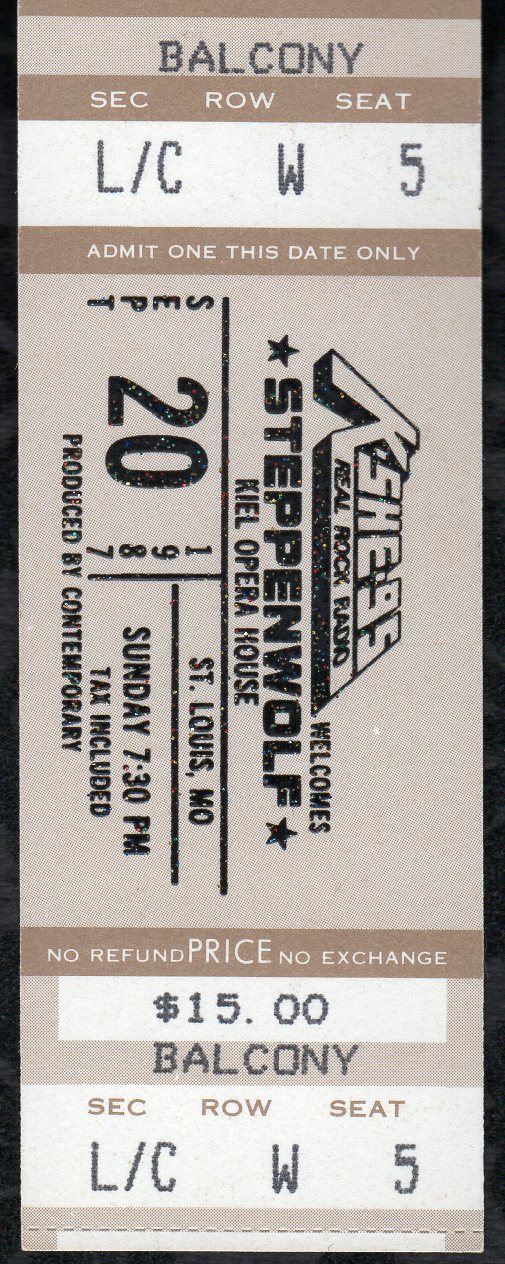 BALCONY
SEC ROW SEAT
L/C W 5
ADMIT ONE THIS DATE ONLY
KSHE-95
REAL ROCK RADIO
WELCOMES
★STEPPENWOLF★
KIEL OPERA HOUSE
SEPT 20 1987
ST. LOUIS, MO
SUNDAY 7:30 PM
TAX INCLUDED
PRODUCED BY CONTEMPORARY
NO REFUND PRICE NO EXCHANGE
$15.00
BALCONY
SEC ROW SEAT
L/C W 5